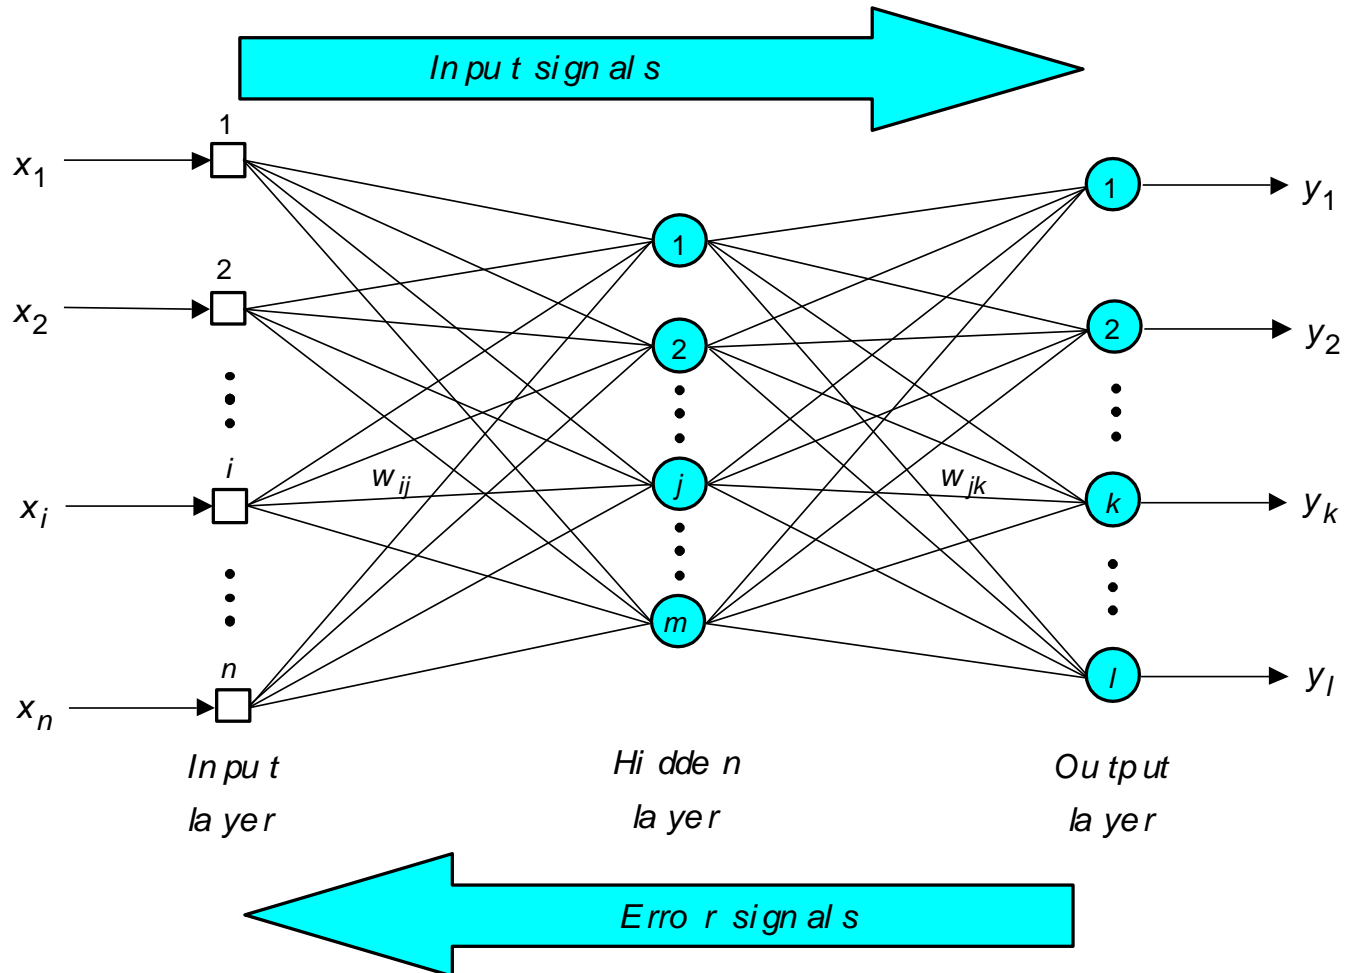 Input signals
1
x1
1
y1
1
2
x2
2
y2
2
i
xi
wij
j
wjk
k
yk
m
n
xn
l
yl
Input
layer
Hidden
layer
Output
layer
Error signals